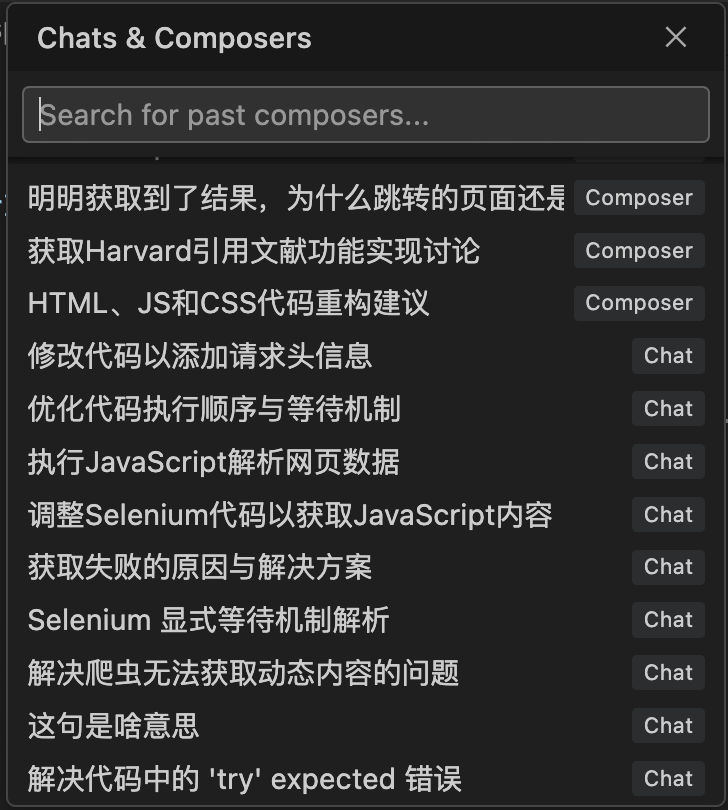 Chats & Composers
Search for past composers...
明明获取到了结果，为什么跳转的页面还是 Composer
获取Harvard引用文献功能实现讨论 Composer
HTML、JS和CSS代码重构建议 Composer
修改代码以添加请求头信息 Chat
优化代码执行顺序与等待机制 Chat
执行JavaScript解析网页数据 Chat
调整Selenium代码以获取JavaScript内容 Chat
获取失败的原因与解决方案 Chat
Selenium 显式等待机制解析 Chat
解决爬虫无法获取动态内容的问题 Chat
这句是啥意思 Chat
解决代码中的 'try' expected 错误 Chat